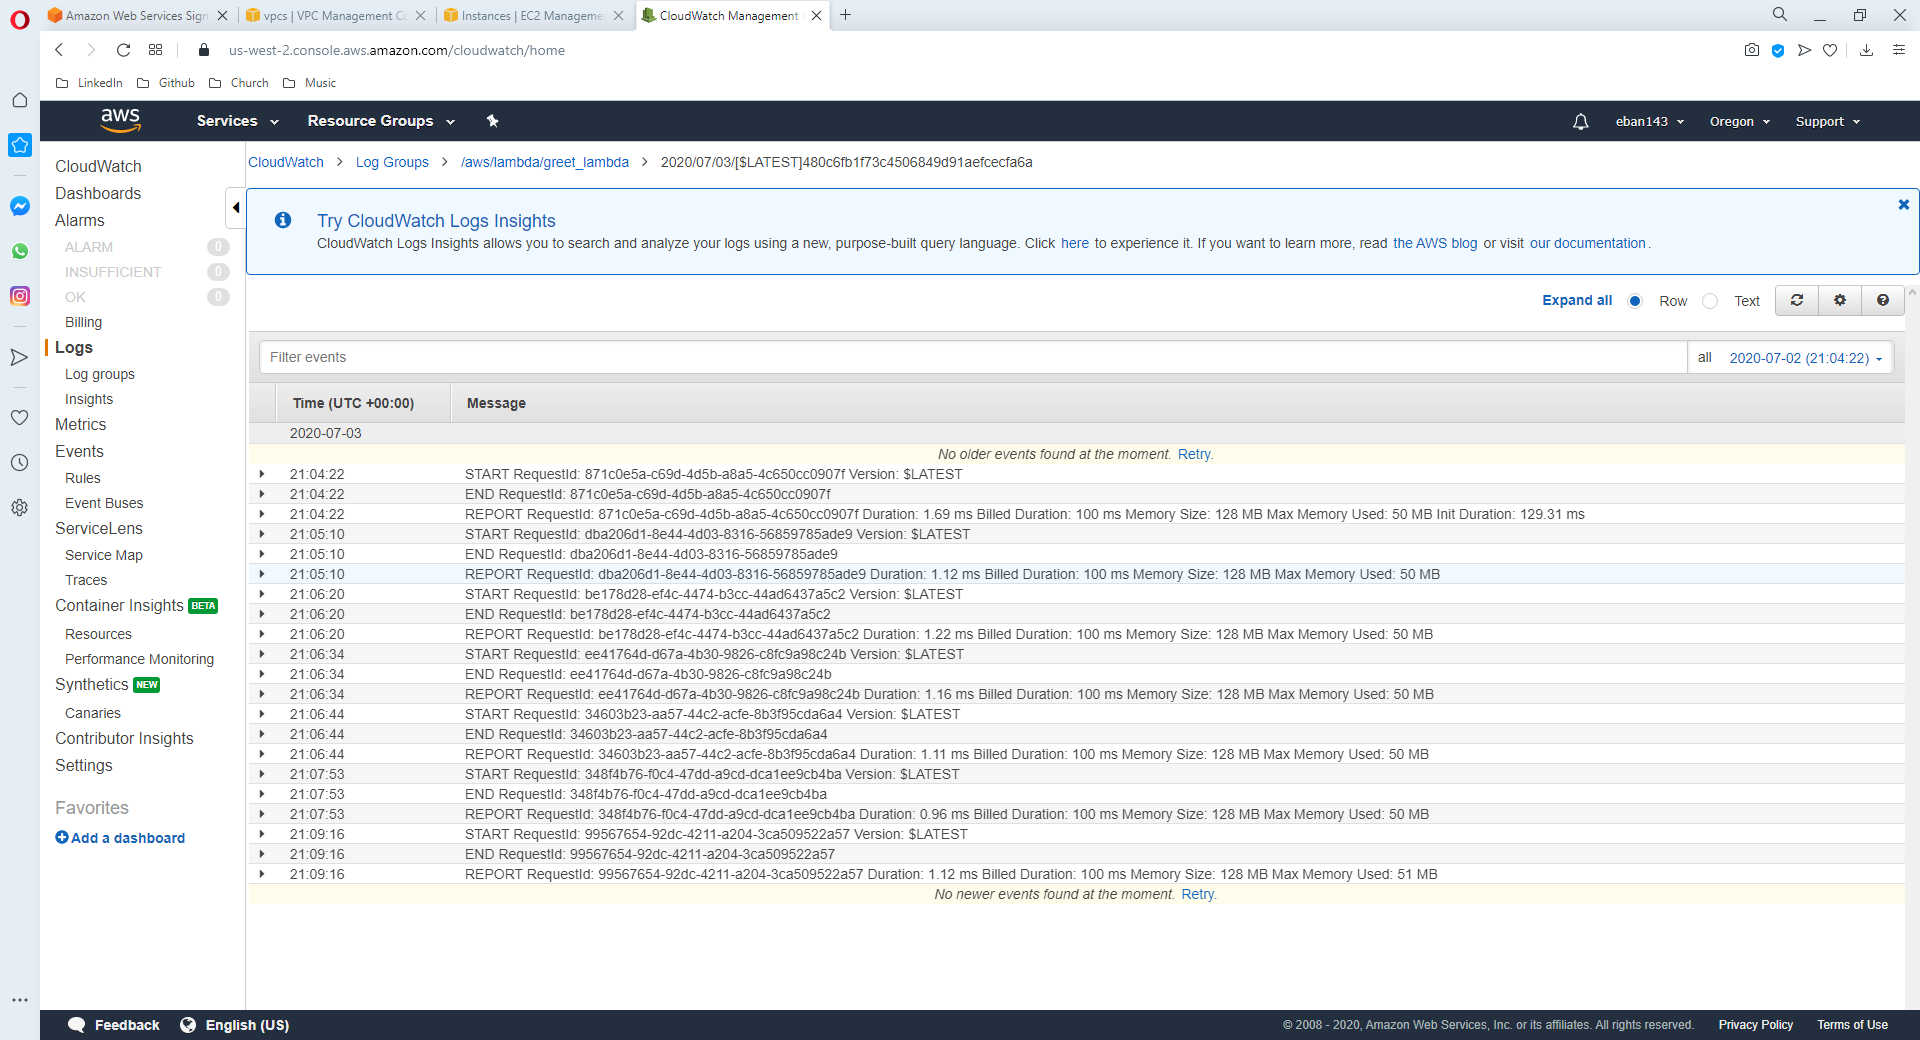 Amazon Web Services Sign
vpcs | VPC Management Co
Instances | EC2 Manageme
CloudWatch Management
us-west-2.console.aws.amazon.com/cloudwatch/home
LinkedIn Github Church Music
aws Services Resource Groups eban143 Oregon Support
CloudWatch
Dashboards
Alarms
ALARM 0
INSUFFICIENT 0
OK 0
Billing
Logs
Log groups
Insights
Metrics
Events
Rules
Event Buses
ServiceLens
Service Map
Traces
Container Insights BETA
Resources
Performance Monitoring
Synthetics NEW
Canaries
Contributor Insights
Settings
Favorites
Add a dashboard
CloudWatch Log Groups /aws/lambda/greet_lambda 2020/07/03/[$LATEST]480c6fb1f73c4506849d91aefcecfa6a
Try CloudWatch Logs Insights
CloudWatch Logs Insights allows you to search and analyze your logs using a new, purpose-built query language. Click here to experience it. If you want to learn more, read the AWS blog or visit our documentation.
Expand all Row Text
Filter events all 2020-07-02 (21:04:22)
Time (UTC +00:00) Message
2020-07-03
No older events found at the moment. Retry.
21:04:22 START RequestId: 871c0e5a-c69d-4d5b-a8a5-4c650cc0907f Version: $LATEST
21:04:22 END RequestId: 871c0e5a-c69d-4d5b-a8a5-4c650cc0907f
21:04:22 REPORT RequestId: 871c0e5a-c69d-4d5b-a8a5-4c650cc0907f Duration: 1.69 ms Billed Duration: 100 ms Memory Size: 128 MB Max Memory Used: 50 MB Init Duration: 129.31 ms
21:05:10 START RequestId: dba206d1-8e44-4d03-8316-56859785ade9 Version: $LATEST
21:05:10 END RequestId: dba206d1-8e44-4d03-8316-56859785ade9
21:05:10 REPORT RequestId: dba206d1-8e44-4d03-8316-56859785ade9 Duration: 1.12 ms Billed Duration: 100 ms Memory Size: 128 MB Max Memory Used: 50 MB
21:06:20 START RequestId: be178d28-ef4c-4474-b3cc-44ad6437a5c2 Version: $LATEST
21:06:20 END RequestId: be178d28-ef4c-4474-b3cc-44ad6437a5c2
21:06:20 REPORT RequestId: be178d28-ef4c-4474-b3cc-44ad6437a5c2 Duration: 1.22 ms Billed Duration: 100 ms Memory Size: 128 MB Max Memory Used: 50 MB
21:06:34 START RequestId: ee41764d-d67a-4b30-9826-c8fc9a98c24b Version: $LATEST
21:06:34 END RequestId: ee41764d-d67a-4b30-9826-c8fc9a98c24b
21:06:34 REPORT RequestId: ee41764d-d67a-4b30-9826-c8fc9a98c24b Duration: 1.16 ms Billed Duration: 100 ms Memory Size: 128 MB Max Memory Used: 50 MB
21:06:44 START RequestId: 34603b23-aa57-44c2-acfe-8b3f95cda6a4 Version: $LATEST
21:06:44 END RequestId: 34603b23-aa57-44c2-acfe-8b3f95cda6a4
21:06:44 REPORT RequestId: 34603b23-aa57-44c2-acfe-8b3f95cda6a4 Duration: 1.11 ms Billed Duration: 100 ms Memory Size: 128 MB Max Memory Used: 50 MB
21:07:53 START RequestId: 348f4b76-f0c4-47dd-a9cd-dca1ee9cb4ba Version: $LATEST
21:07:53 END RequestId: 348f4b76-f0c4-47dd-a9cd-dca1ee9cb4ba
21:07:53 REPORT RequestId: 348f4b76-f0c4-47dd-a9cd-dca1ee9cb4ba Duration: 0.96 ms Billed Duration: 100 ms Memory Size: 128 MB Max Memory Used: 50 MB
21:09:16 START RequestId: 99567654-92dc-4211-a204-3ca509522a57 Version: $LATEST
21:09:16 END RequestId: 99567654-92dc-4211-a204-3ca509522a57
21:09:16 REPORT RequestId: 99567654-92dc-4211-a204-3ca509522a57 Duration: 1.12 ms Billed Duration: 100 ms Memory Size: 128 MB Max Memory Used: 51 MB
No newer events found at the moment. Retry.
Feedback English (US) © 2008 - 2020, Amazon Web Services, Inc. or its affiliates. All rights reserved. Privacy Policy Terms of Use